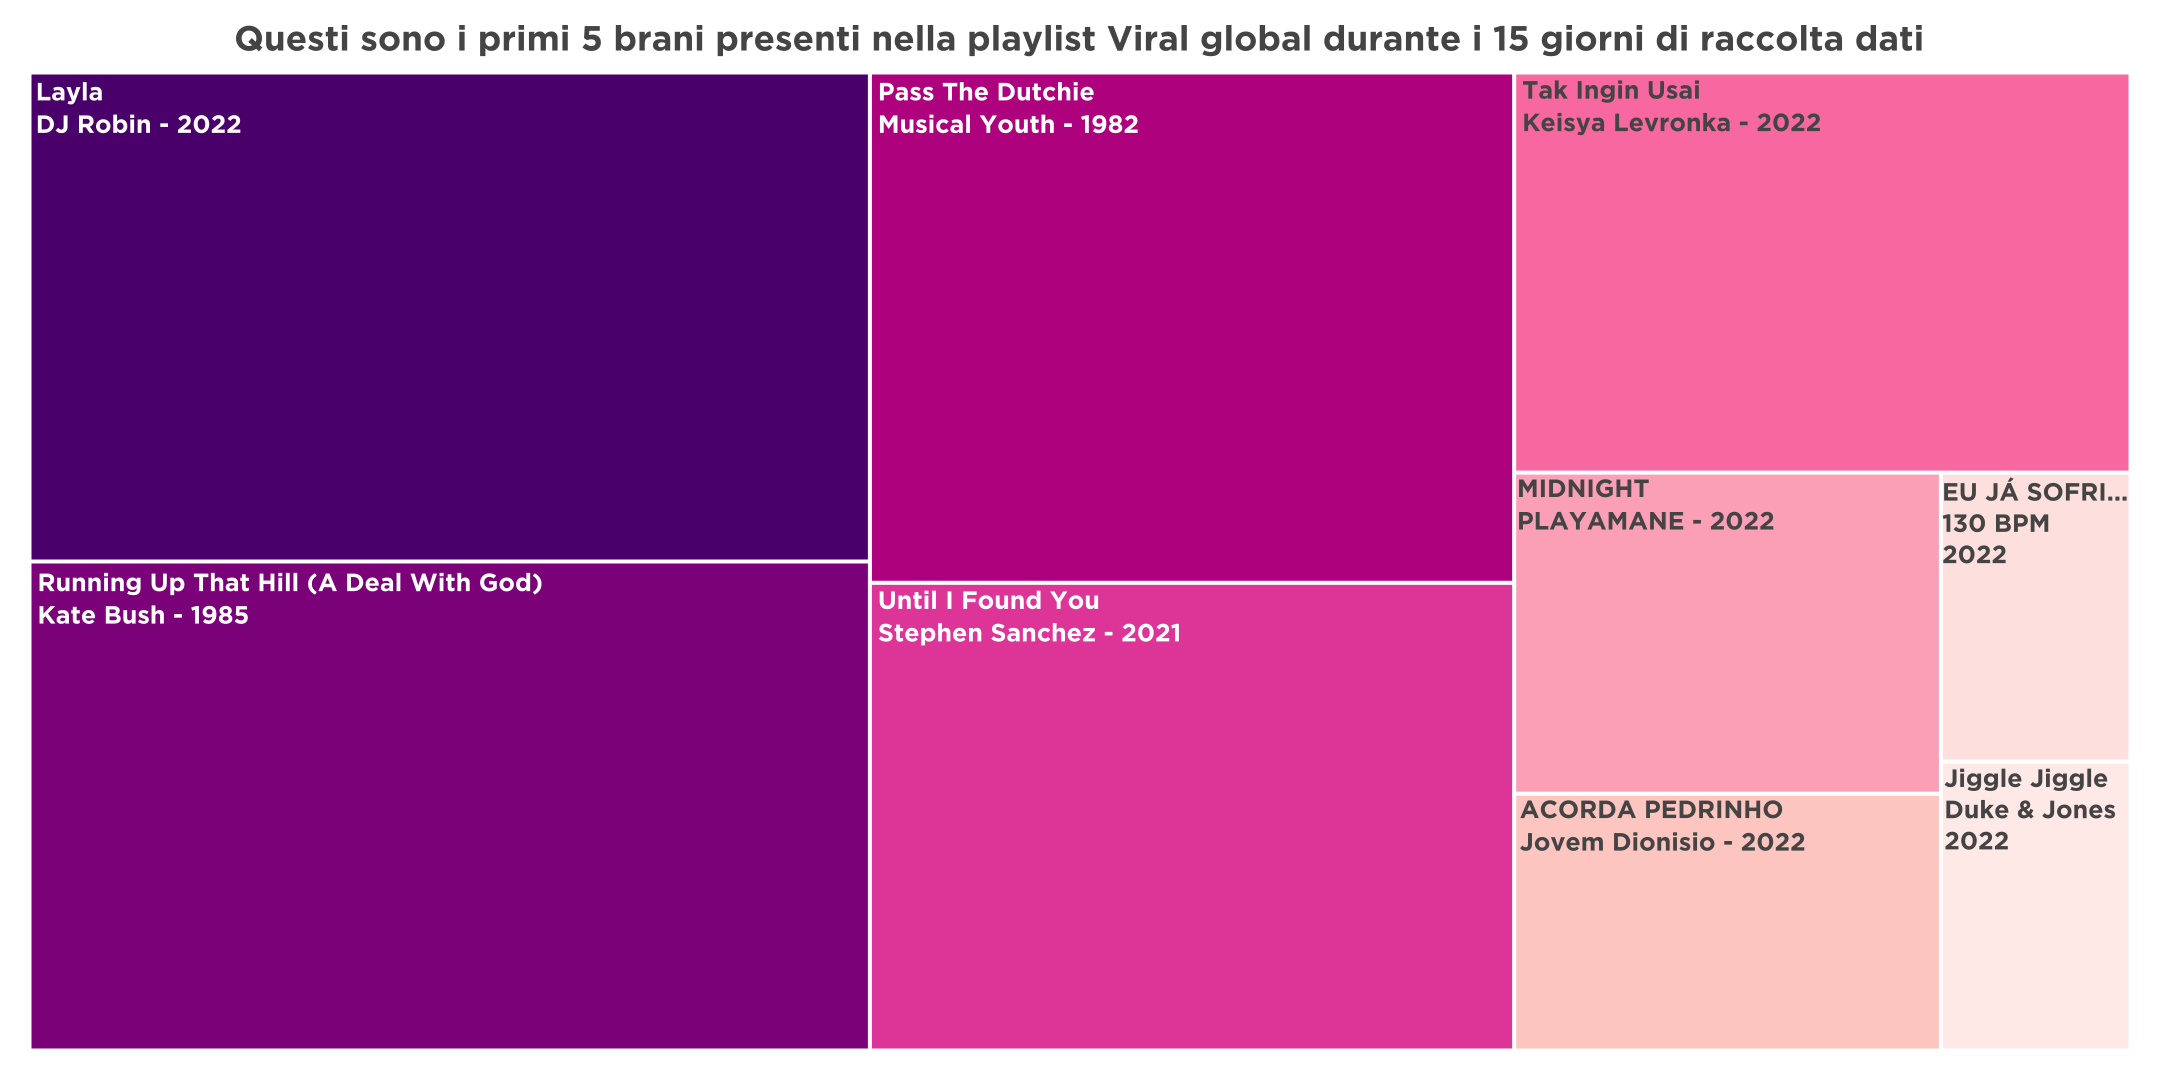 Questi sono i primi 5 brani presenti nella playlist Viral global durante i 15 giorni di raccolta dati
Layla
DJ Robin - 2022
Running Up That Hill (A Deal With God)
Kate Bush - 1985
Pass The Dutchie
Musical Youth - 1982
Until I Found You
Stephen Sanchez - 2021
Tak Ingin Usai
Keisya Levronka - 2022
MIDNIGHT
PLAYAMANE - 2022
ACORDA PEDRINHO
Jovem Dionisio - 2022
EU JÁ SOFRI...
130 BPM
2022
Jiggle Jiggle
Duke & Jones
2022